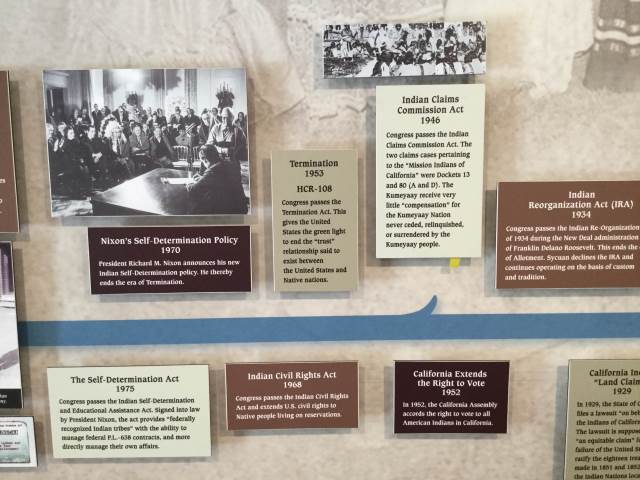 Indian Claims
Commission Act
1946
Congress passes the Indian
Claims Commission Act. The
two claims cases pertaining
to the "Mission Indians of
California" were Dockets 13
and 80 (A and D). The
Kumeyaay receive very
little "compensation" for
the Kumeyaay Nation
never ceded, relinquished,
or surrendered by the
Kumeyaay people.
Termination
1953
HCR-108
Congress passes the
Termination Act. This
gives the United
States the green light
to end the "trust"
relationship said to
exist between
the United States and
Native nations.
Indian
Reorganization Act (IRA)
1934
Congress passes the Indian Re-Organization
of 1934 during the New Deal administration
of Franklin Delano Roosevelt. This ends the
of Allotment. Sycuan declines the IRA and
continues operating on the basis of custom
and tradition.
Nixon's Self-Determination Policy
1970
President Richard M. Nixon announces his new
Indian Self-Determination policy. He thereby
ends the era of Termination.
The Self-Determination Act
1975
Congress passes the Indian Self-Determination
and Educational Assistance Act. Signed into law
by President Nixon, the act provides "federally
recognized Indian tribes" with the ability to
manage federal P.L.-638 contracts, and more
directly manage their own affairs.
Indian Civil Rights Act
1968
Congress passes the Indian Civil Rights
Act and extends U.S. civil rights to
Native people living on reservations.
California Extends
the Right to Vote
1952
In 1952, the California Assembly
accords the right to vote to all
American Indians in California.
California
"Land
1929
In 1929, the State of
files a lawsuit "on
the Indians of
The lawsuit is
"an equitable
failure of the United
ratify the eighteen
made in 1851 and
the Indian Nations